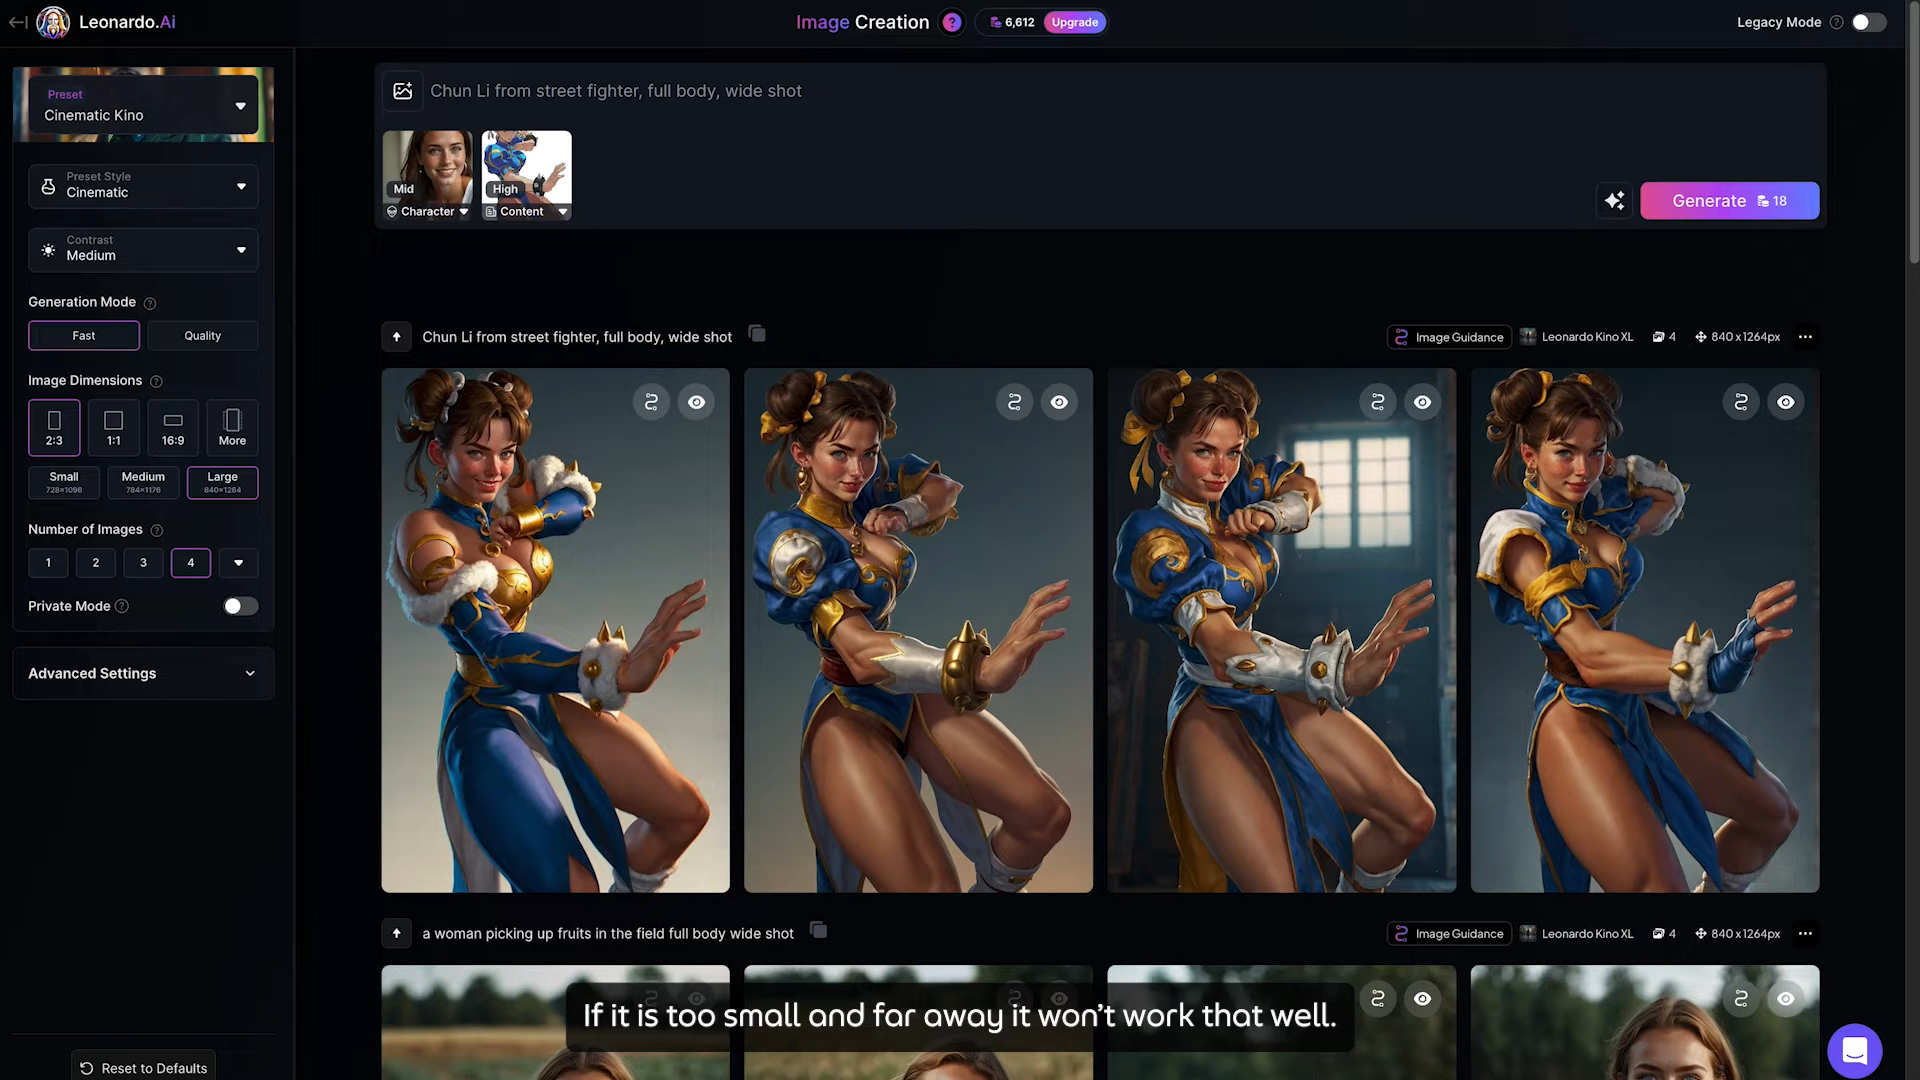 Leonardo.Ai
Image Creation
?
6,612
Upgrade
Legacy Mode ?
Preset
Cinematic Kino
Preset Style
Cinematic
Contrast
Medium
Generation Mode ?
Fast
Quality
Image Dimensions ?
2:3
1:1
16:9
More
Small
728×1096
Medium
784×1176
Large
840×1264
Number of Images ?
1
2
3
4
Private Mode ?
Advanced Settings
Reset to Defaults
Chun Li from street fighter, full body, wide shot
Mid
Character
High
Content
Generate 18
Chun Li from street fighter, full body, wide shot
Image Guidance
Leonardo Kino XL
4
840 x 1264px
a woman picking up fruits in the field full body wide shot
Image Guidance
Leonardo Kino XL
4
840 x 1264px
If it is too small and far away it won't work that well.